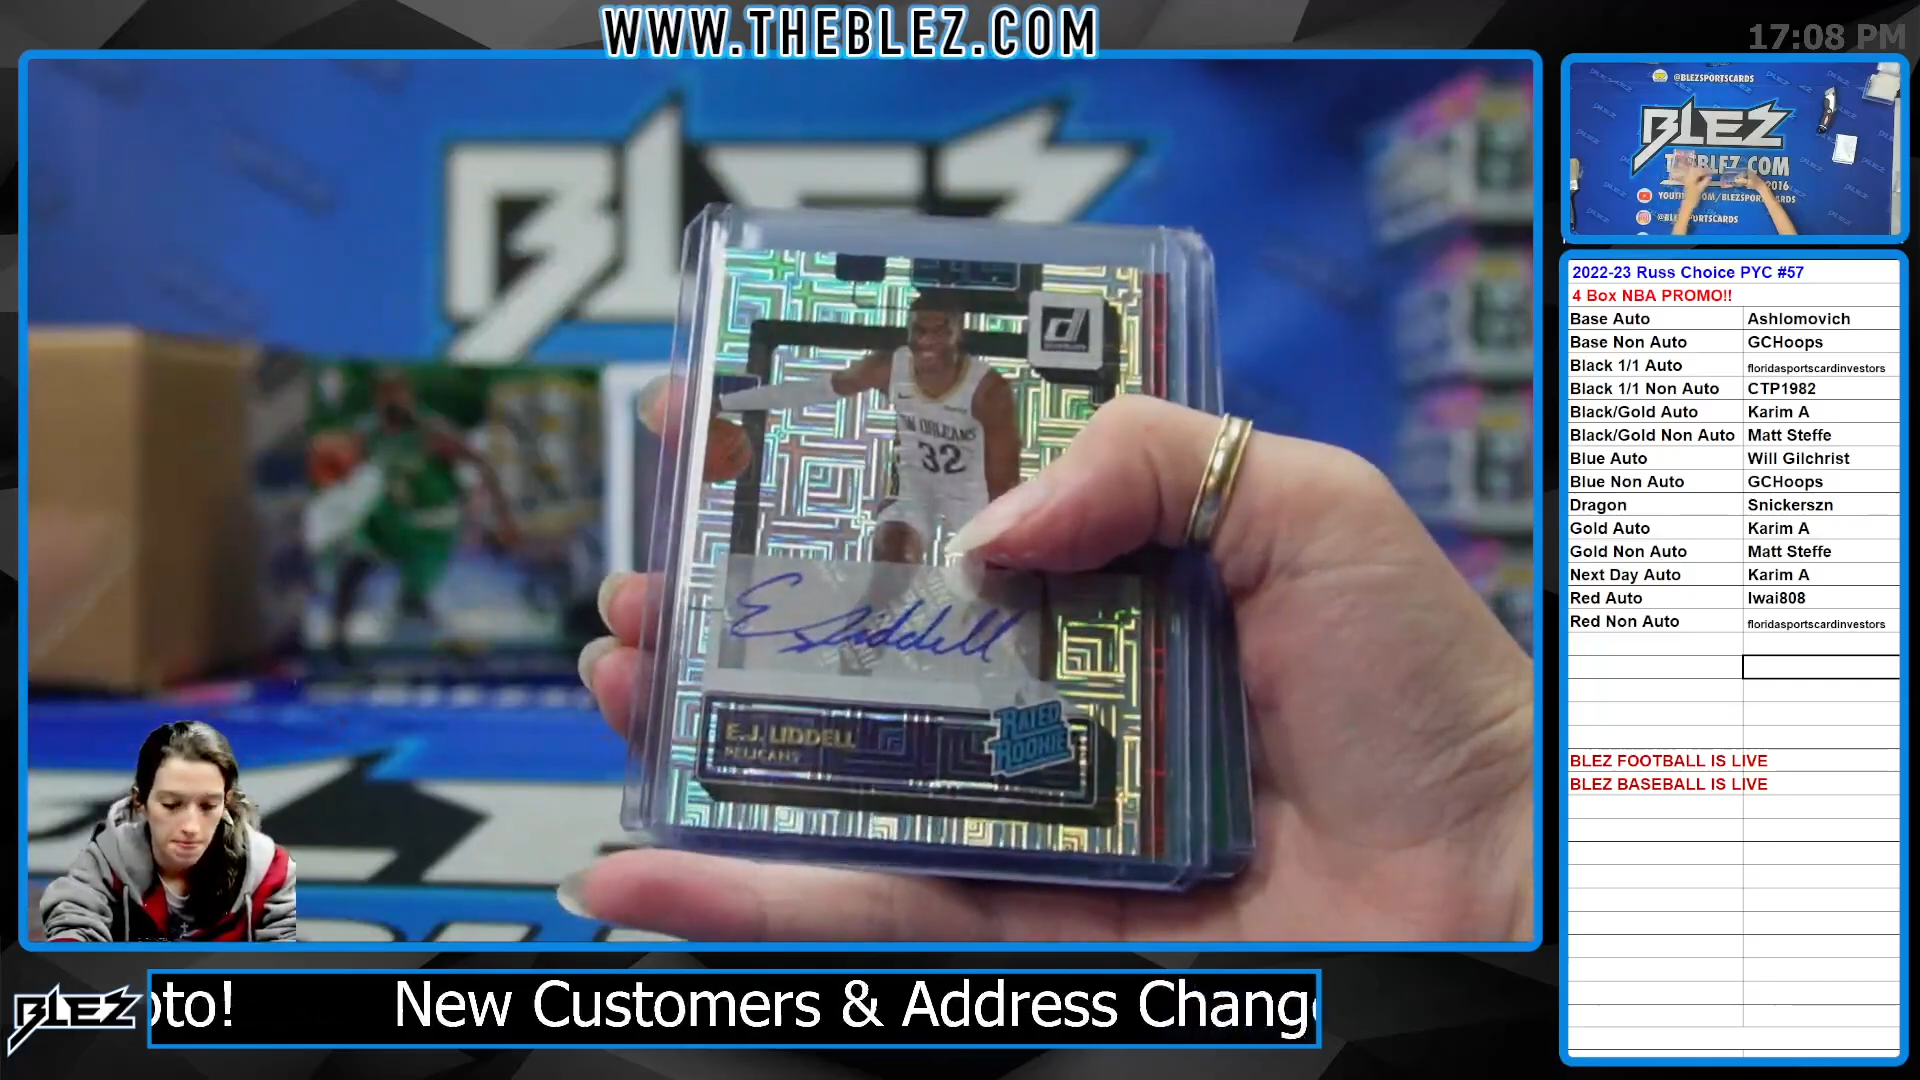 WWW.THEBLEZ.COM
17:08 PM
BLEZ
@BLEZSPORTSCARDS
BLEZ
THEBLEZ.COM
2016
@BLEZSPORTSCARDS
NEW ORLEANS
32
E Liddell
E.J. LIDDELL
PELICANS
RATED
ROOKIE
2022-23 Russ Choice PYC #57
4 Box NBA PROMO!!
Base Auto Ashlomovich
Base Non Auto GCHoops
Black 1/1 Auto floridasportscardinvestors
Black 1/1 Non Auto CTP1982
Black/Gold Auto Karim A
Black/Gold Non Auto Matt Steffe
Blue Auto Will Gilchrist
Blue Non Auto GCHoops
Dragon Snickerszn
Gold Auto Karim A
Gold Non Auto Matt Steffe
Next Day Auto Karim A
Red Auto Iwai808
Red Non Auto floridasportscardinvestors
BLEZ FOOTBALL IS LIVE
BLEZ BASEBALL IS LIVE
BLEZ
oto! New Customers & Address Chang